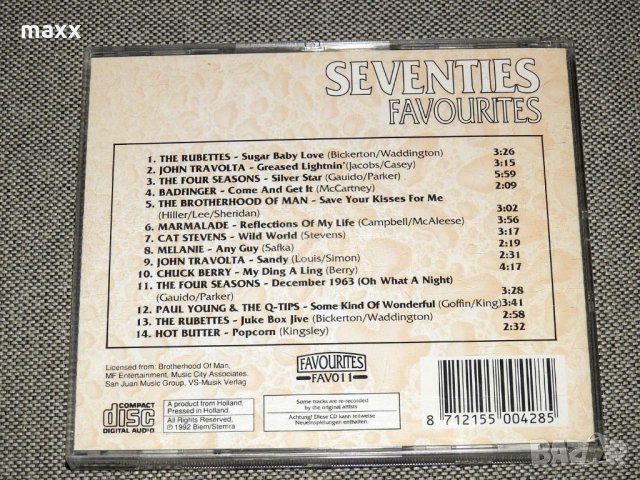 maxx
SEVENTIES
FAVOURITES
1. THE RUBETTES - Sugar Baby Love (Bickerton/Waddington) 3:26
2. JOHN TRAVOLTA - Greased Lightnin' (Jacobs/Casey) 3:15
3. THE FOUR SEASONS - Silver Star (Gauido/Parker) 5:59
4. BADFINGER - Come And Get It (McCartney) 2:09
5. THE BROTHERHOOD OF MAN - Save Your Kisses For Me
(Hiller/Lee/Sheridan) 3:02
6. MARMALADE - Reflections Of My Life (Campbell/McAleese) 3:56
7. CAT STEVENS - Wild World (Stevens) 3:17
8. MELANIE - Any Guy (Safka) 2:19
9. JOHN TRAVOLTA - Sandy (Louis/Simon) 2:31
10. CHUCK BERRY - My Ding A Ling (Berry) 4:17
11. THE FOUR SEASONS - December 1963 (Oh What A Night)
(Gauido/Parker) 3:28
12. PAUL YOUNG & THE Q-TIPS - Some Kind Of Wonderful (Goffin/King) 3:41
13. THE RUBETTES - Juke Box Jive (Bickerton/Waddington) 2:58
14. HOT BUTTER - Popcorn (Kingsley) 2:32
Licensed from: Brotherhood Of Man,
MF Entertainment, Music City Associates.
San Juan Music Group, VS-Musik Verlag
FAVOURITES
FAV011
COMPACT
disc
DIGITAL AUDIO
A product from Holland,
Pressed in Holland.
All Rights Reserved,
℗ 1992 Biem/Stemra
Some tracks are re-recorded
by the original artists
Achtung! Diese CD kann teilweise
Neueinspielungen enthalten.
8 712155 004285
BAZAR